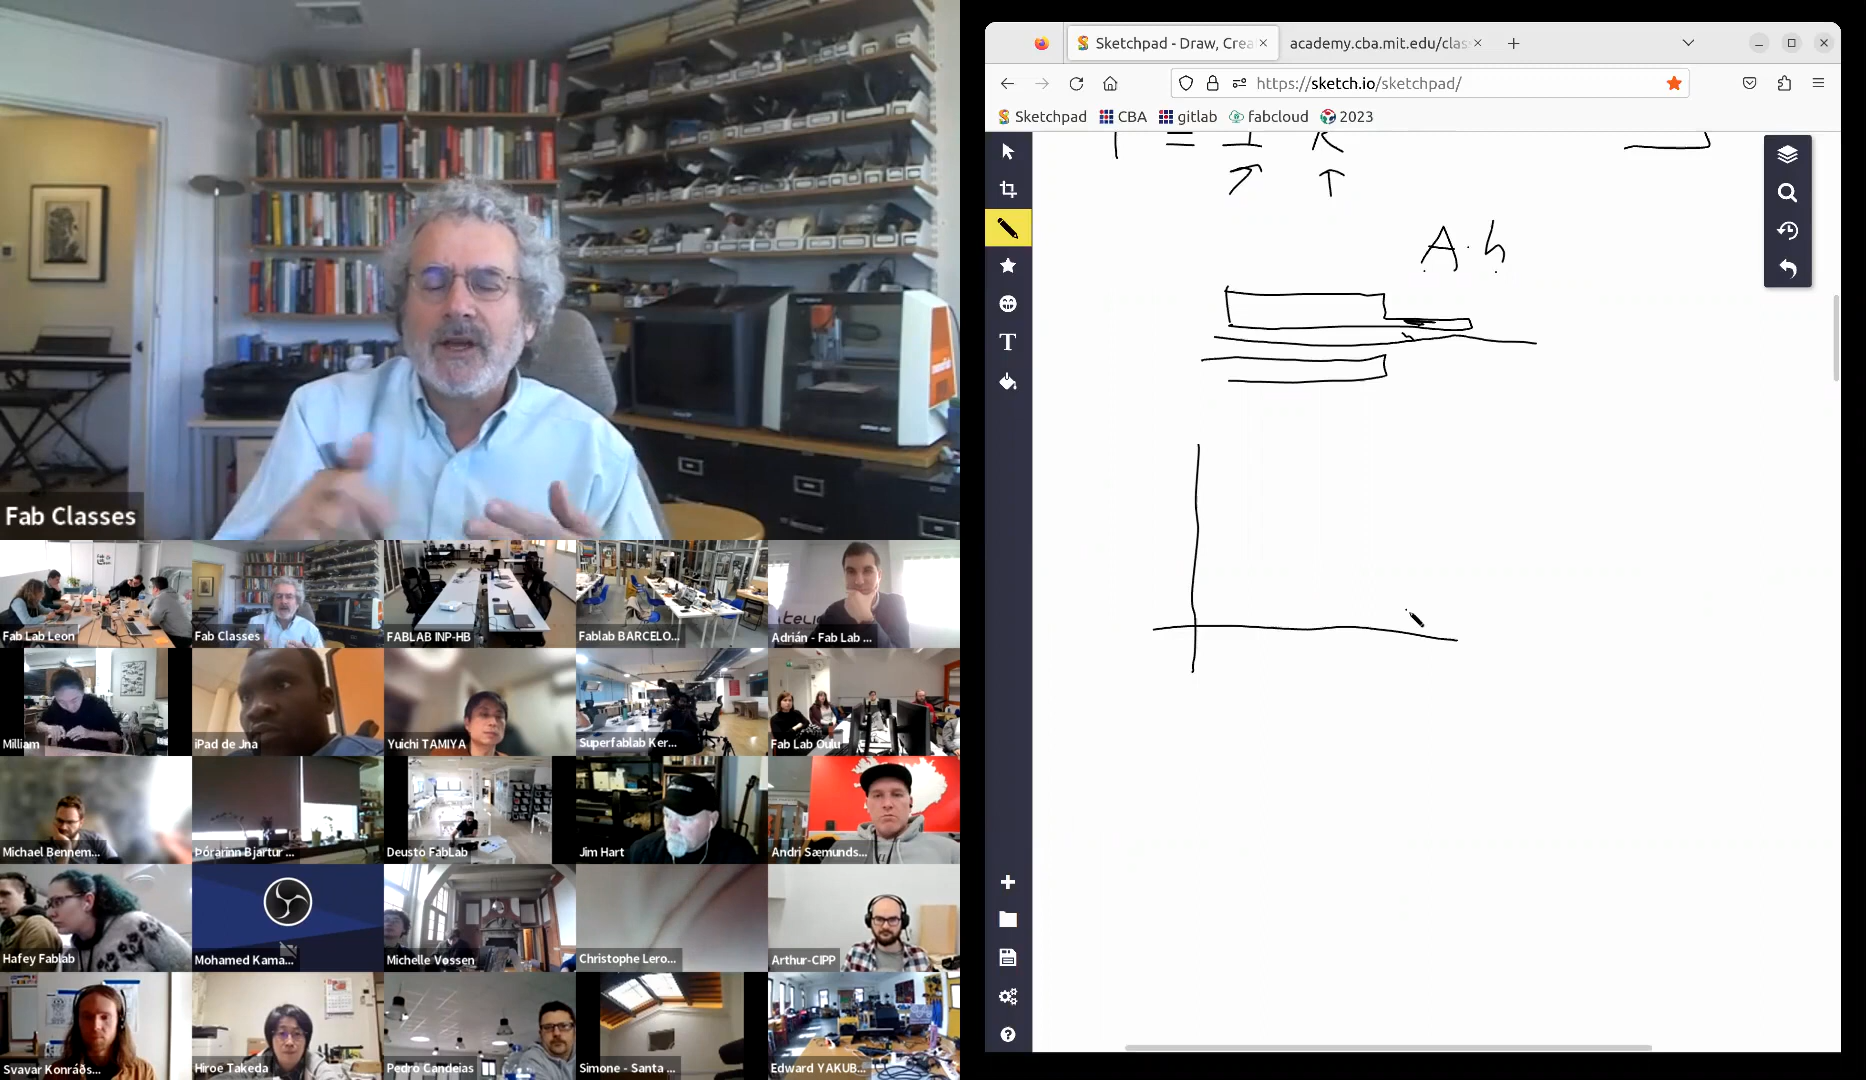 Fab Classes
Fab Lab Leon
Fab Classes
FABLAB INP-HB
Fablab BARCELO...
Adrián - Fab Lab ...
Milliam
iPad de Jna
Yuichi TAMIYA
Superfablab Ker...
Fab Lab Oulu
Michael Bennem...
Þórarinn Bjartur ...
Deusto FabLab
Jim Hart
Andri Sæmunds...
Hafey Fablab
Mohamed Kama...
Michelle Vossen
Christophe Lero...
Arthur-CIPP
Svavar Konráðs...
Hiroe Takeda
Pedro Candeias
Simone - Santa ...
Edward YAKUB...
Sketchpad - Draw, Crea
academy.cba.mit.edu/clas
https://sketch.io/sketchpad/
Sketchpad CBA gitlab fabcloud 2023
= I R
A · h
T